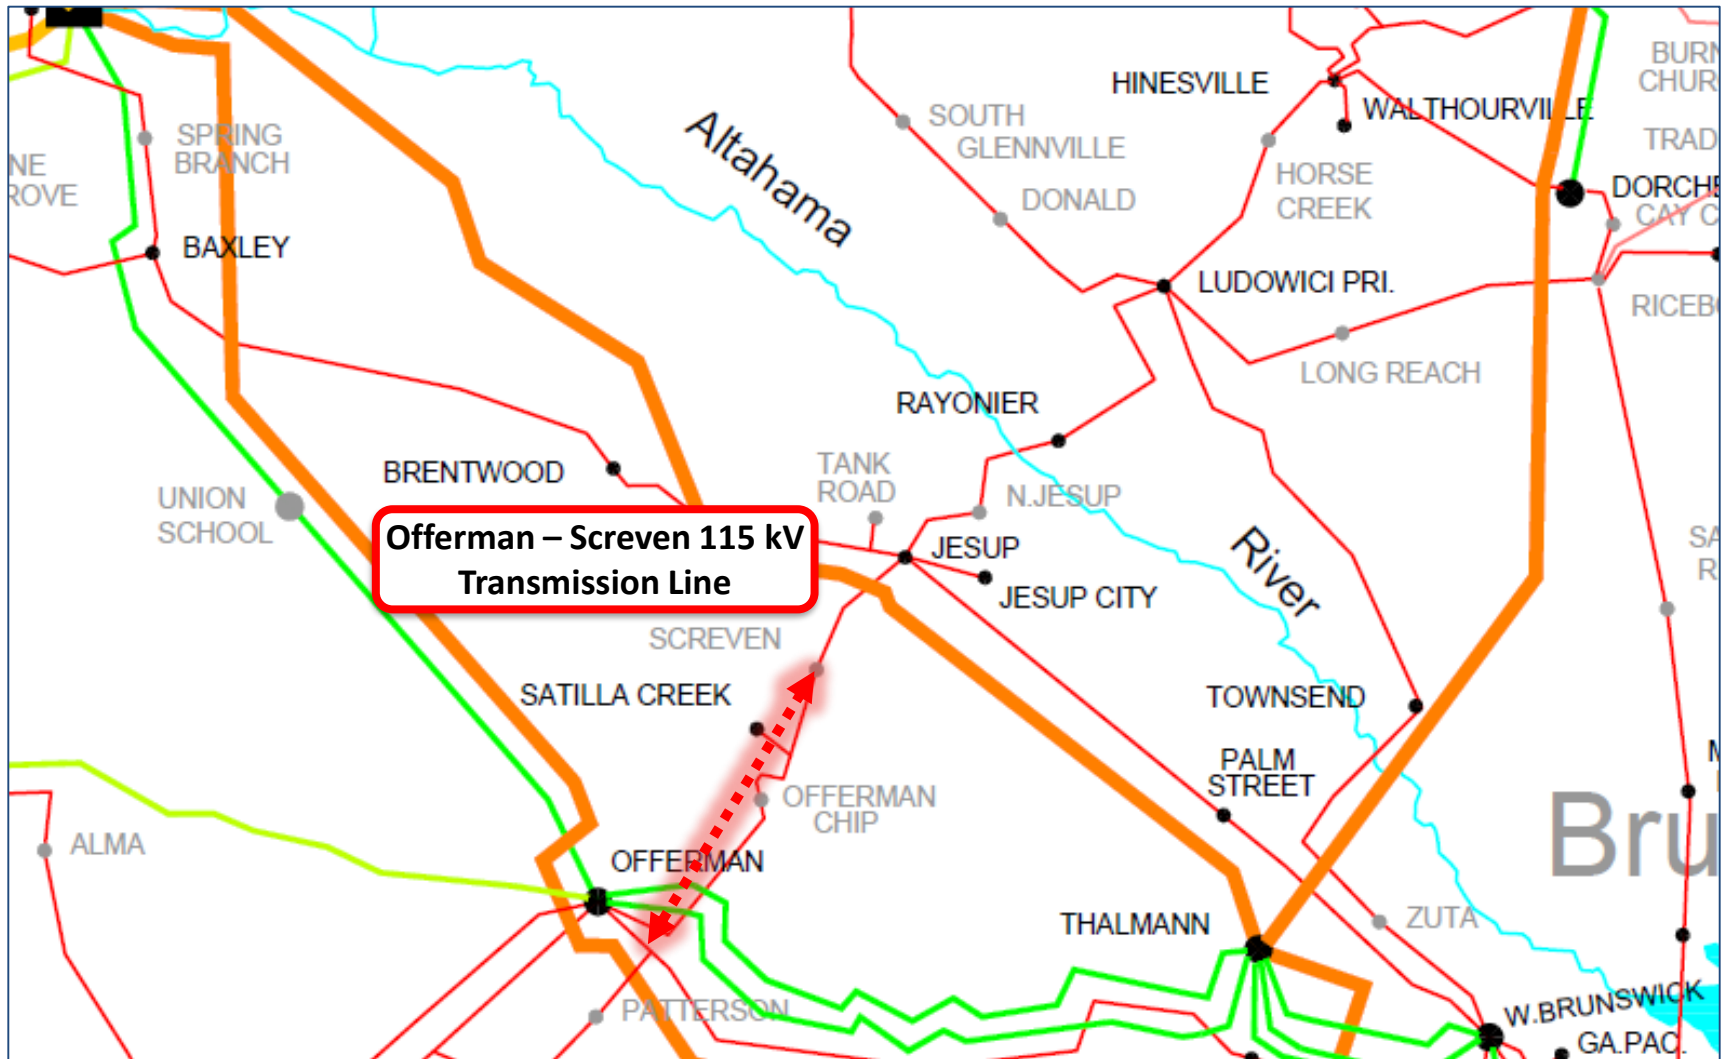 HINESVILLE
WALTHOURVILLE
SOUTH
GLENNVILLE
Altahama
SPRING
BRANCH
HORSE
CREEK
DONALD
BAXLEY
LUDOWICI PRI.
LONG REACH
RAYONIER
TANK
ROAD
N.JESUP
BRENTWOOD
UNION
SCHOOL
Offerman – Screven 115 kV
Transmission Line
JESUP
JESUP CITY
River
SCREVEN
SATILLA CREEK
TOWNSEND
PALM
STREET
OFFERMAN
CHIP
ALMA
OFFERMAN
THALMANN
ZUTA
PATTERSON
W.BRUNSWICK
GA.PAC.